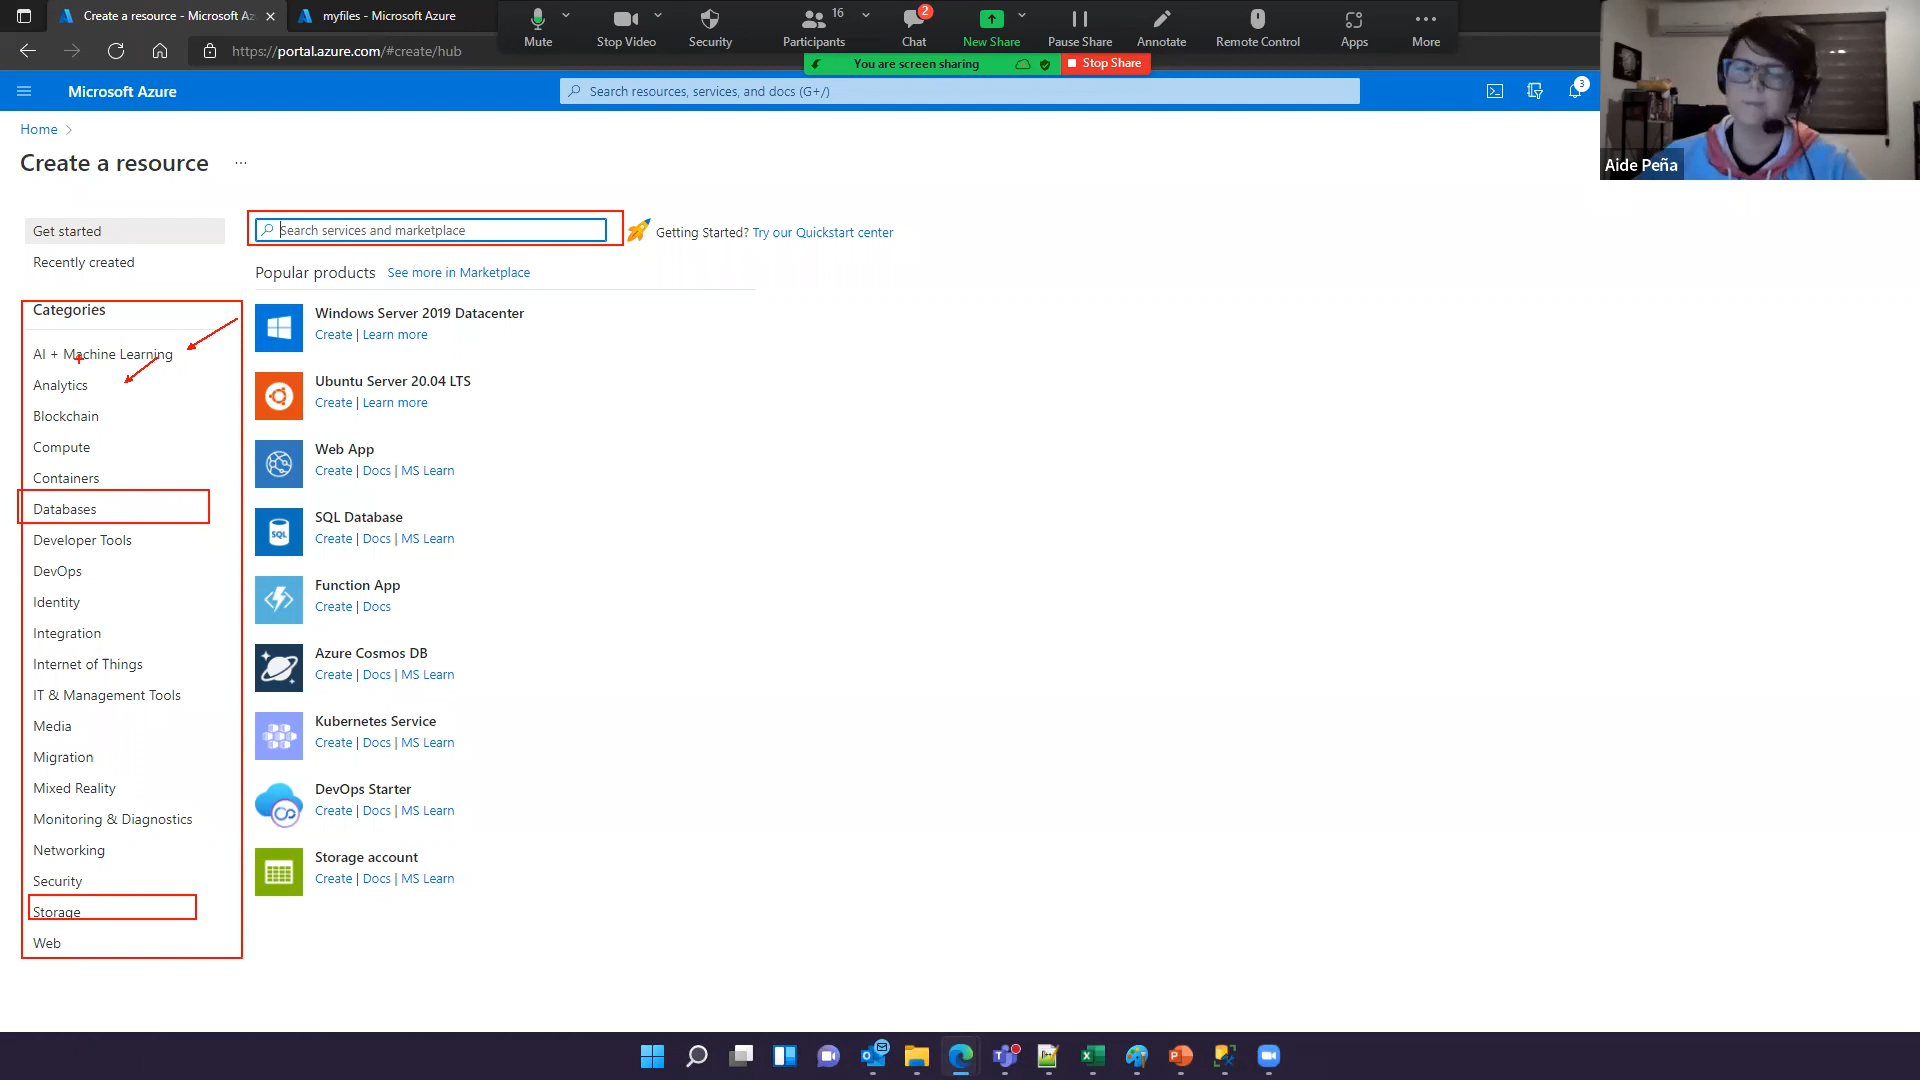 Create a resource - Microsoft Az
myfiles - Microsoft Azure
16
2
Mute
Stop Video
Security
Participants
Chat
New Share
Pause Share
Annotate
Remote Control
Apps
More
https://portal.azure.com/#create/hub
You are screen sharing
Stop Share
Microsoft Azure
Search resources, services, and docs (G+/)
3
Aide Peña
Home
Create a resource
...
Get started
Recently created
Search services and marketplace
Getting Started? Try our Quickstart center
Popular products See more in Marketplace
Categories
AI + Machine Learning
Analytics
Blockchain
Compute
Containers
Databases
Developer Tools
DevOps
Identity
Integration
Internet of Things
IT & Management Tools
Media
Migration
Mixed Reality
Monitoring & Diagnostics
Networking
Security
Storage
Web
Windows Server 2019 Datacenter
Create | Learn more
Ubuntu Server 20.04 LTS
Create | Learn more
Web App
Create | Docs | MS Learn
SQL
SQL Database
Create | Docs | MS Learn
Function App
Create | Docs
Azure Cosmos DB
Create | Docs | MS Learn
Kubernetes Service
Create | Docs | MS Learn
DevOps Starter
Create | Docs | MS Learn
Storage account
Create | Docs | MS Learn